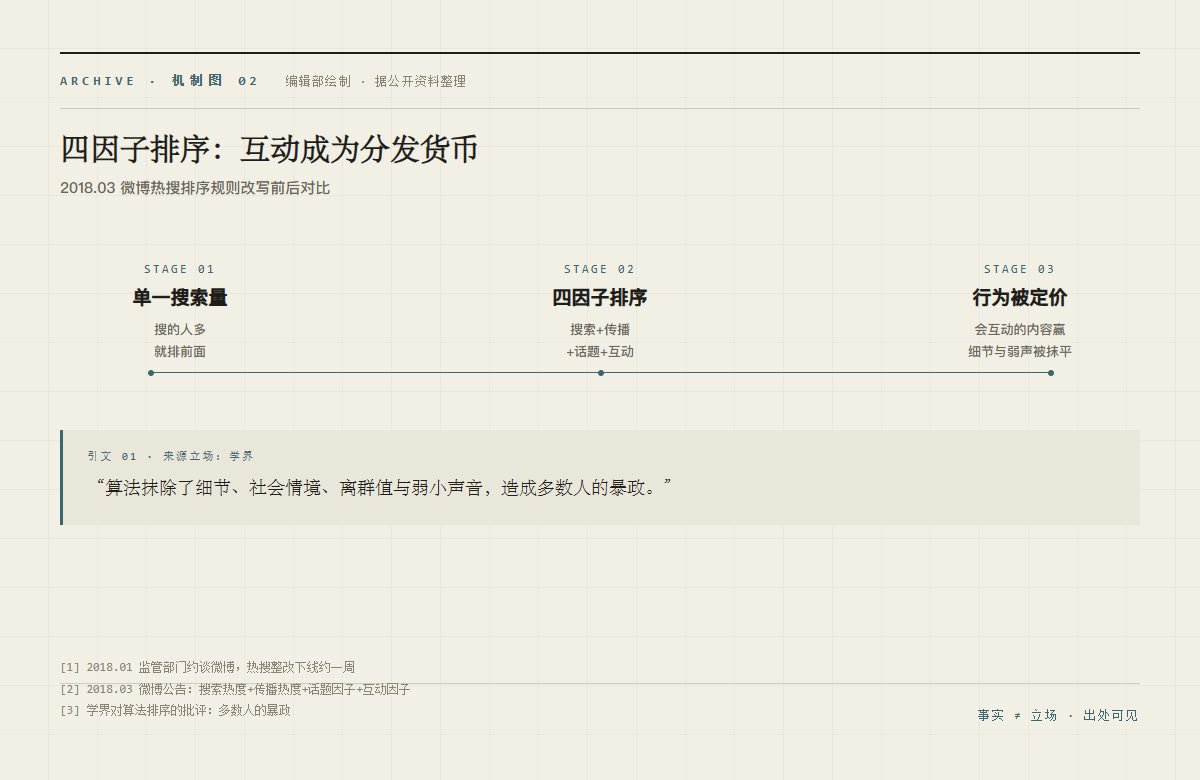 ARCHIVE · 机制图 02 编辑部绘制 · 据公开资料整理
四因子排序：互动成为分发货币
2018.03 微博热搜排序规则改写前后对比
STAGE 01
单一搜索量
搜的人多
就排前面
STAGE 02
四因子排序
搜索+传播
+话题+互动
STAGE 03
行为被定价
会互动的内容赢
细节与弱声被抹平
引文 01 · 来源立场：学界
“算法抹除了细节、社会情境、离群值与弱小声音，造成多数人的暴政。”
[1] 2018.01 监管部门约谈微博，热搜整改下线约一周
[2] 2018.03 微博公告：搜索热度+传播热度+话题因子+互动因子
[3] 学界对算法排序的批评：多数人的暴政
事实 ≠ 立场 · 出处可见